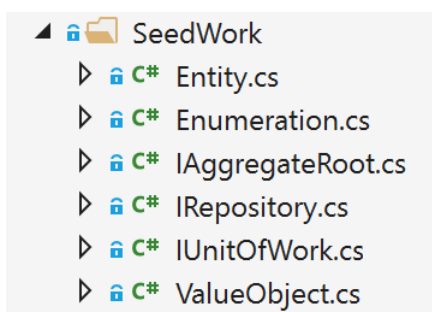 SeedWork
C# Entity.cs
C# Enumeration.cs
C# IAggregateRoot.cs
C# IRepository.cs
C# IUnitOfWork.cs
C# ValueObject.cs